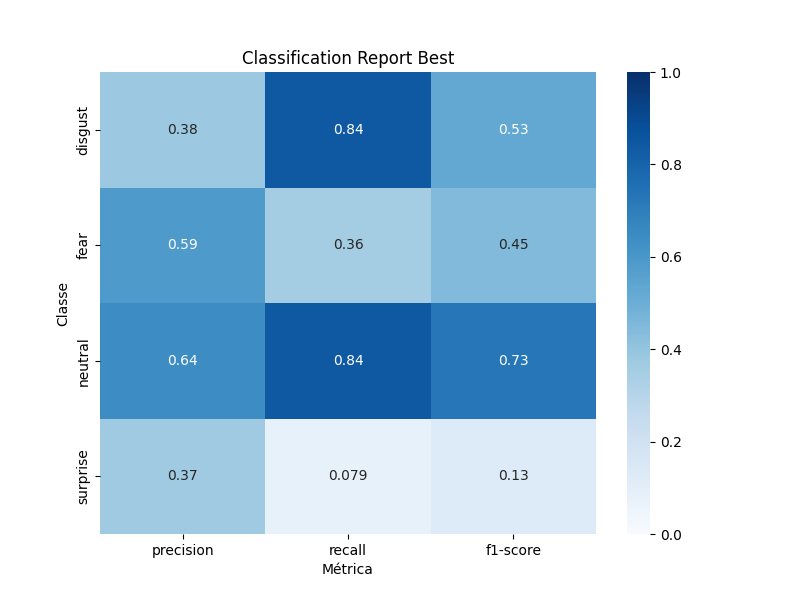 Classification Report Best
Classe
disgust 0.38 0.84 0.53
fear 0.59 0.36 0.45
neutral 0.64 0.84 0.73
surprise 0.37 0.079 0.13
precision recall f1-score
Métrica
1.0
0.8
0.6
0.4
0.2
0.0